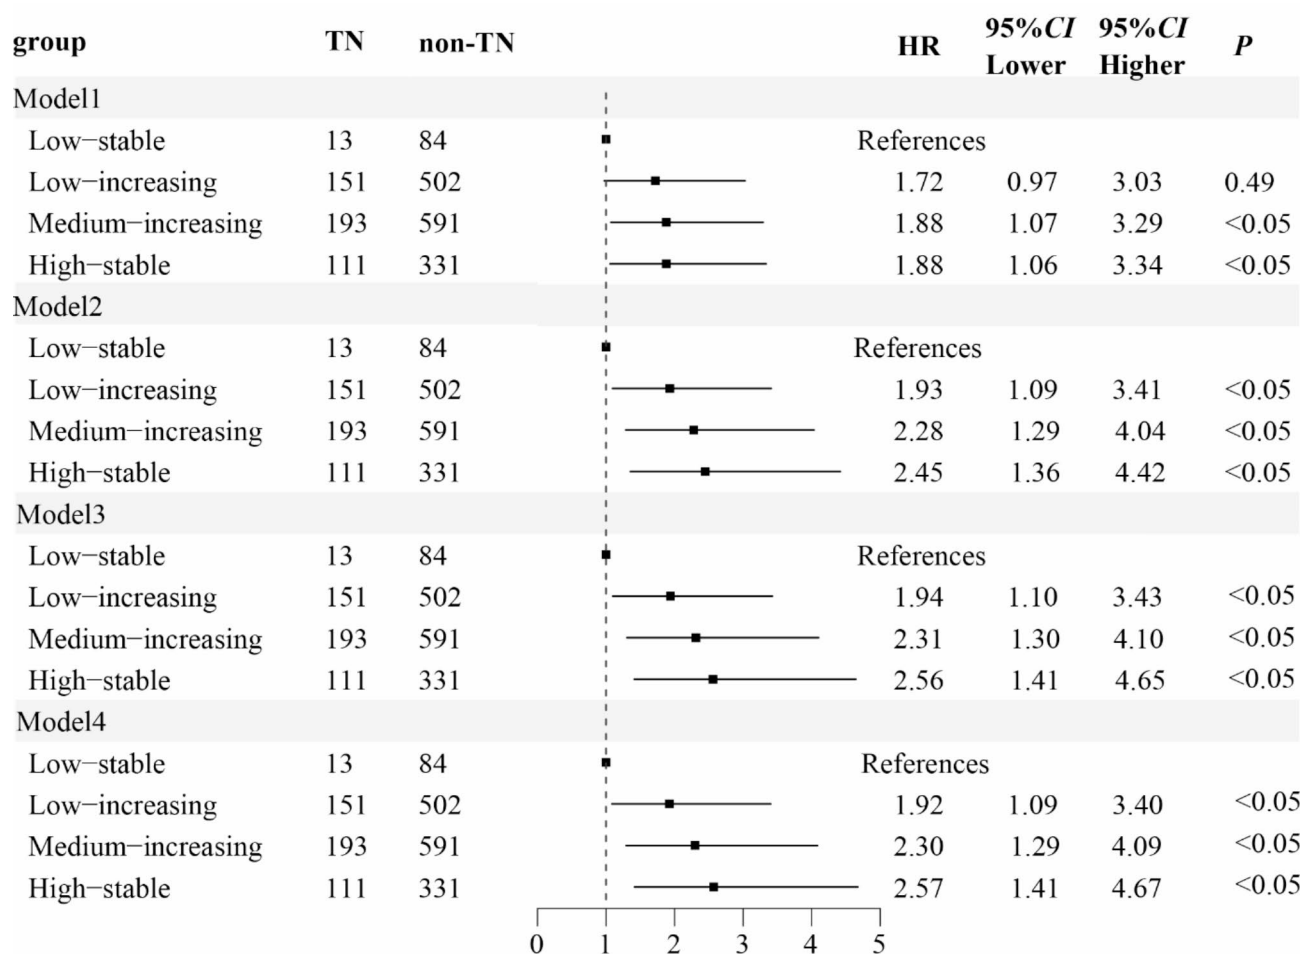 group TN non-TN HR 95%CI Lower 95%CI Higher P
Model1
Low−stable 13 84 References
Low−increasing 151 502 1.72 0.97 3.03 0.49
Medium−increasing 193 591 1.88 1.07 3.29 <0.05
High−stable 111 331 1.88 1.06 3.34 <0.05
Model2
Low−stable 13 84 References
Low−increasing 151 502 1.93 1.09 3.41 <0.05
Medium−increasing 193 591 2.28 1.29 4.04 <0.05
High−stable 111 331 2.45 1.36 4.42 <0.05
Model3
Low−stable 13 84 References
Low−increasing 151 502 1.94 1.10 3.43 <0.05
Medium−increasing 193 591 2.31 1.30 4.10 <0.05
High−stable 111 331 2.56 1.41 4.65 <0.05
Model4
Low−stable 13 84 References
Low−increasing 151 502 1.92 1.09 3.40 <0.05
Medium−increasing 193 591 2.30 1.29 4.09 <0.05
High−stable 111 331 2.57 1.41 4.67 <0.05
0 1 2 3 4 5